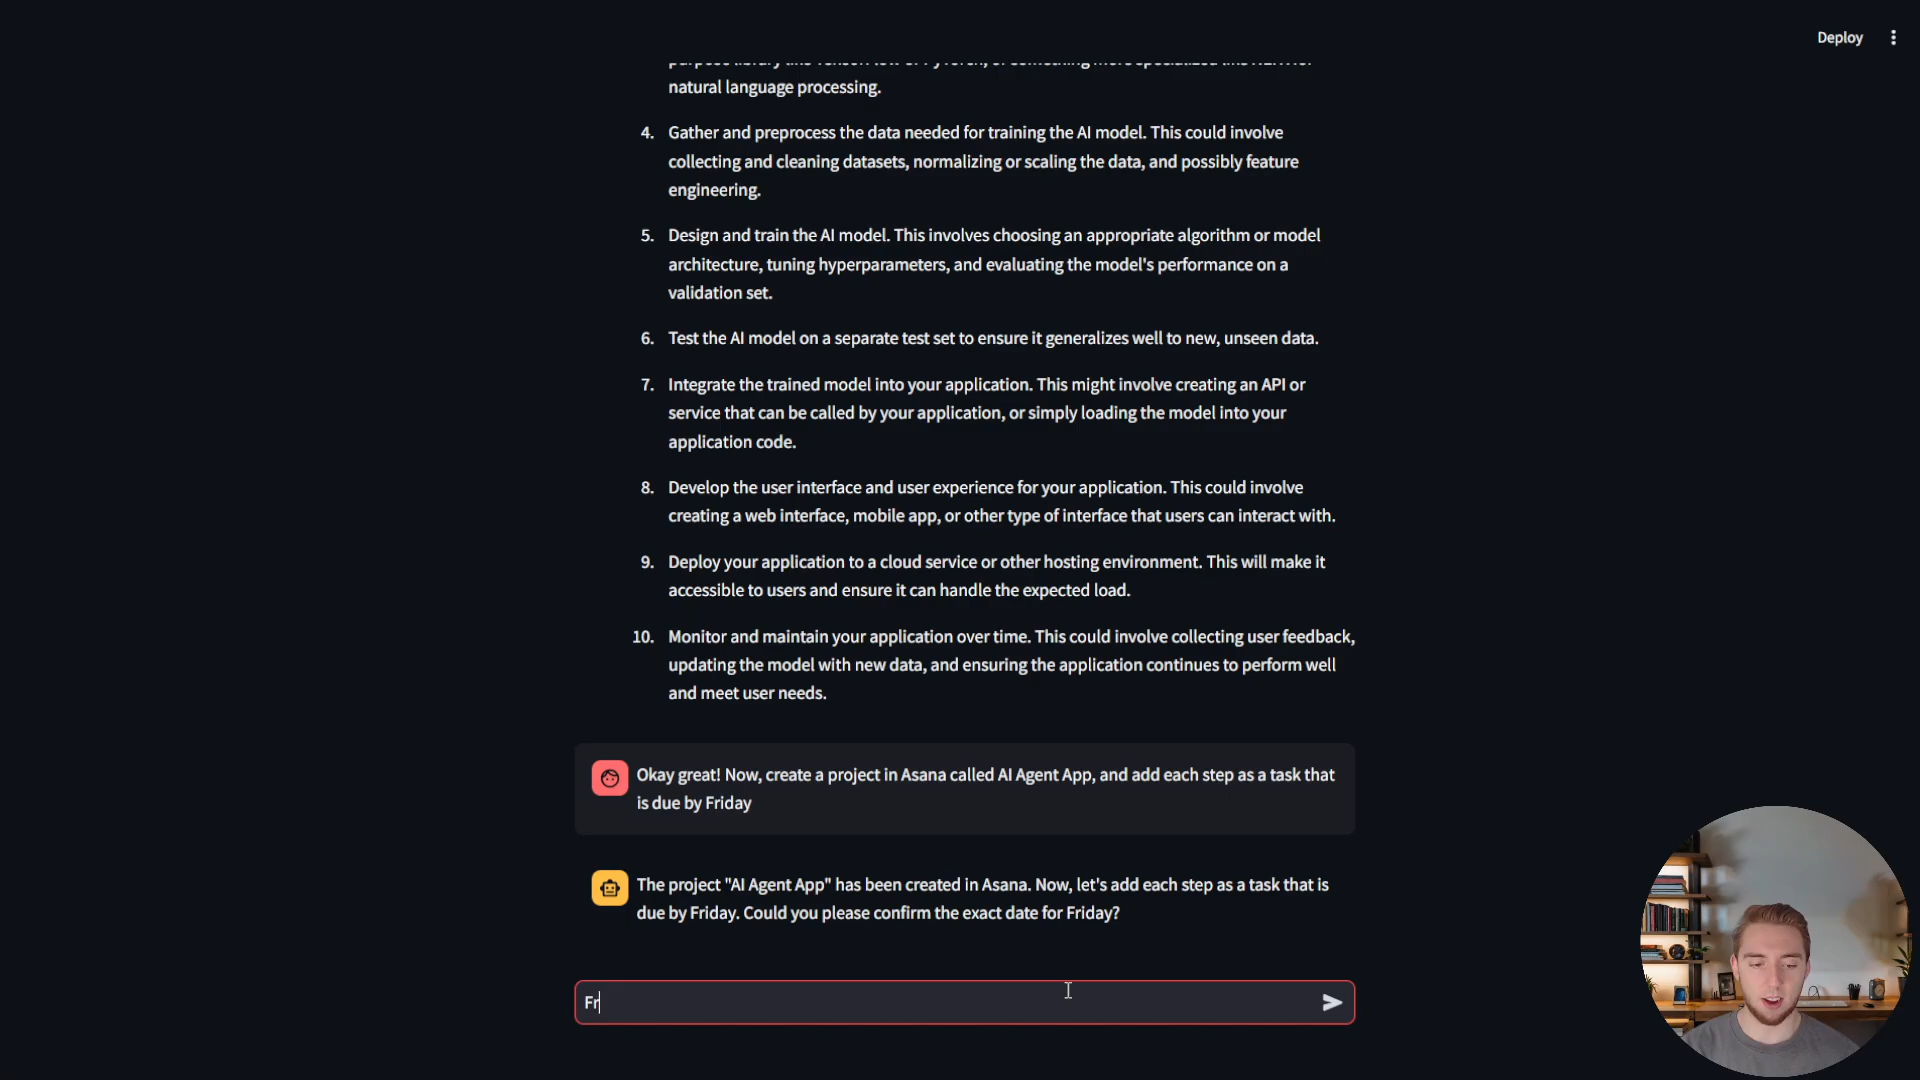 Deploy
natural language processing.
4. Gather and preprocess the data needed for training the AI model. This could involve
collecting and cleaning datasets, normalizing or scaling the data, and possibly feature
engineering.
5. Design and train the AI model. This involves choosing an appropriate algorithm or model
architecture, tuning hyperparameters, and evaluating the model's performance on a
validation set.
6. Test the AI model on a separate test set to ensure it generalizes well to new, unseen data.
7. Integrate the trained model into your application. This might involve creating an API or
service that can be called by your application, or simply loading the model into your
application code.
8. Develop the user interface and user experience for your application. This could involve
creating a web interface, mobile app, or other type of interface that users can interact with.
9. Deploy your application to a cloud service or other hosting environment. This will make it
accessible to users and ensure it can handle the expected load.
10. Monitor and maintain your application over time. This could involve collecting user feedback,
updating the model with new data, and ensuring the application continues to perform well
and meet user needs.
Okay great! Now, create a project in Asana called AI Agent App, and add each step as a task that
is due by Friday
The project "AI Agent App" has been created in Asana. Now, let's add each step as a task that is
due by Friday. Could you please confirm the exact date for Friday?
Fr